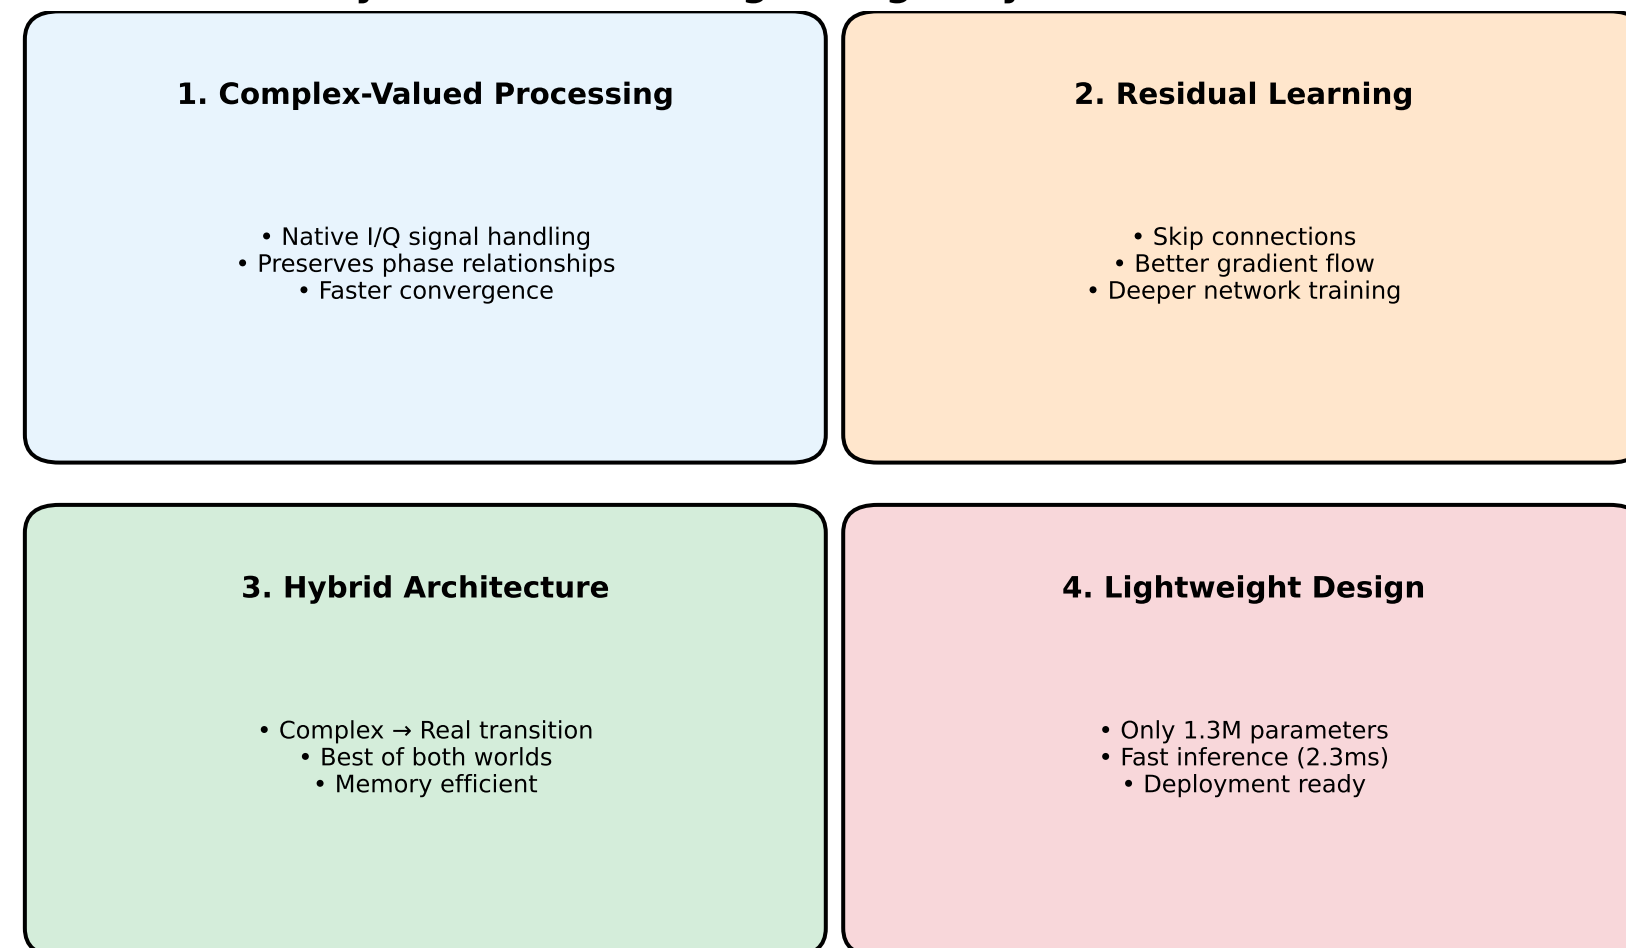 1. Complex-Valued Processing
• Native I/Q signal handling
• Preserves phase relationships
• Faster convergence
2. Residual Learning
• Skip connections
• Better gradient flow
• Deeper network training
3. Hybrid Architecture
• Complex → Real transition
• Best of both worlds
• Memory efficient
4. Lightweight Design
• Only 1.3M parameters
• Fast inference (2.3ms)
• Deployment ready